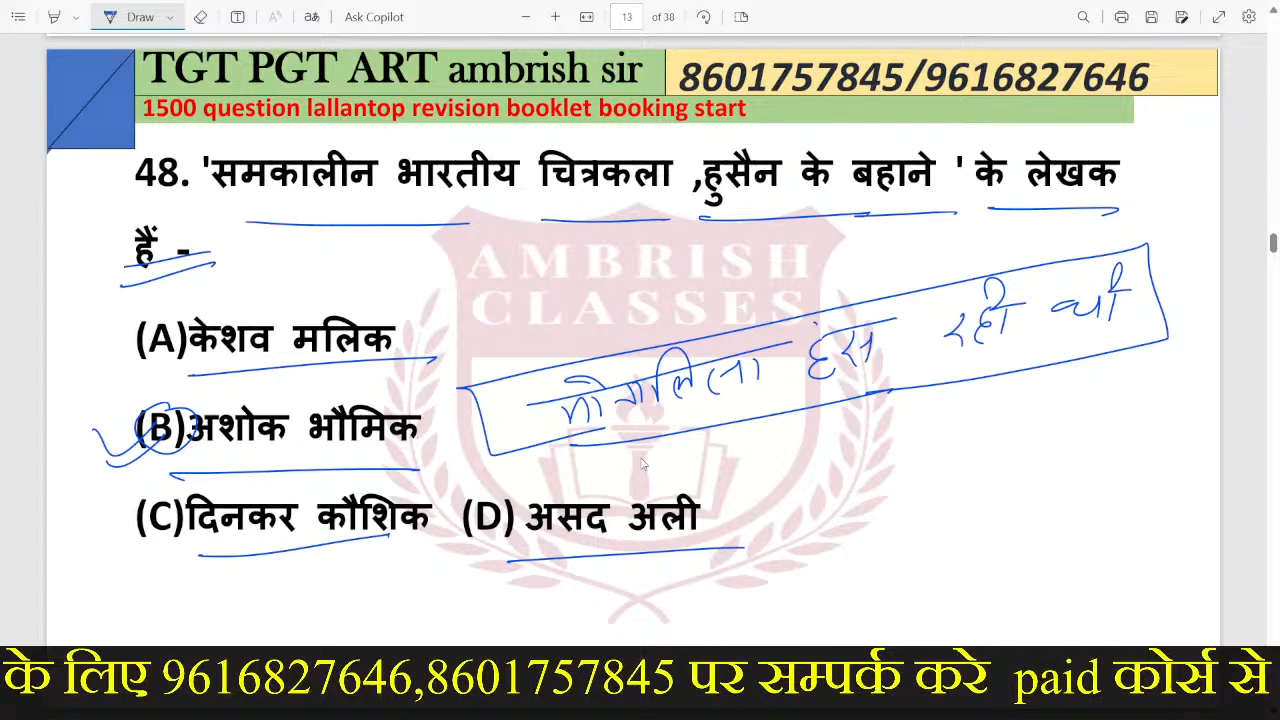 Draw
Ask Copilot
13 of 38
TGT PGT ART ambrish sir
8601757845/9616827646
1500 question lallantop revision booklet booking start
48. 'समकालीन भारतीय चित्रकला ,हुसैन के बहाने ' के लेखक
हैं -
AMBRISH
CLASSES
(A)केशव मलिक
मोनालिसा हंस रही थी
(B)अशोक भौमिक
(C)दिनकर कौशिक (D) असद अली
के लिए 9616827646,8601757845 पर सम्पर्क करे paid कोर्स से